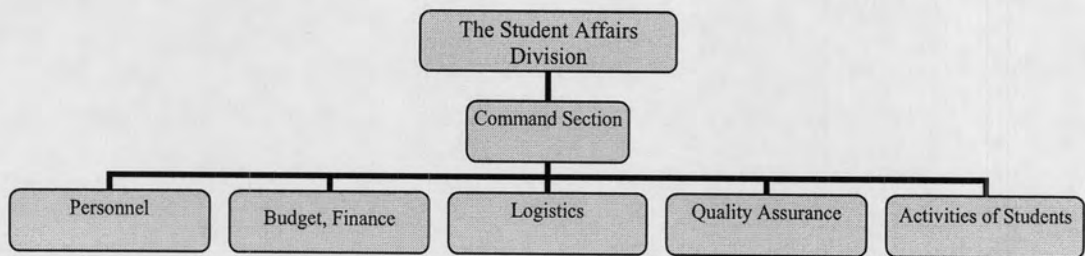 The Student Affairs
Division
Command Section
Personnel
Budget, Finance
Logistics
Quality Assurance
Activities of Students